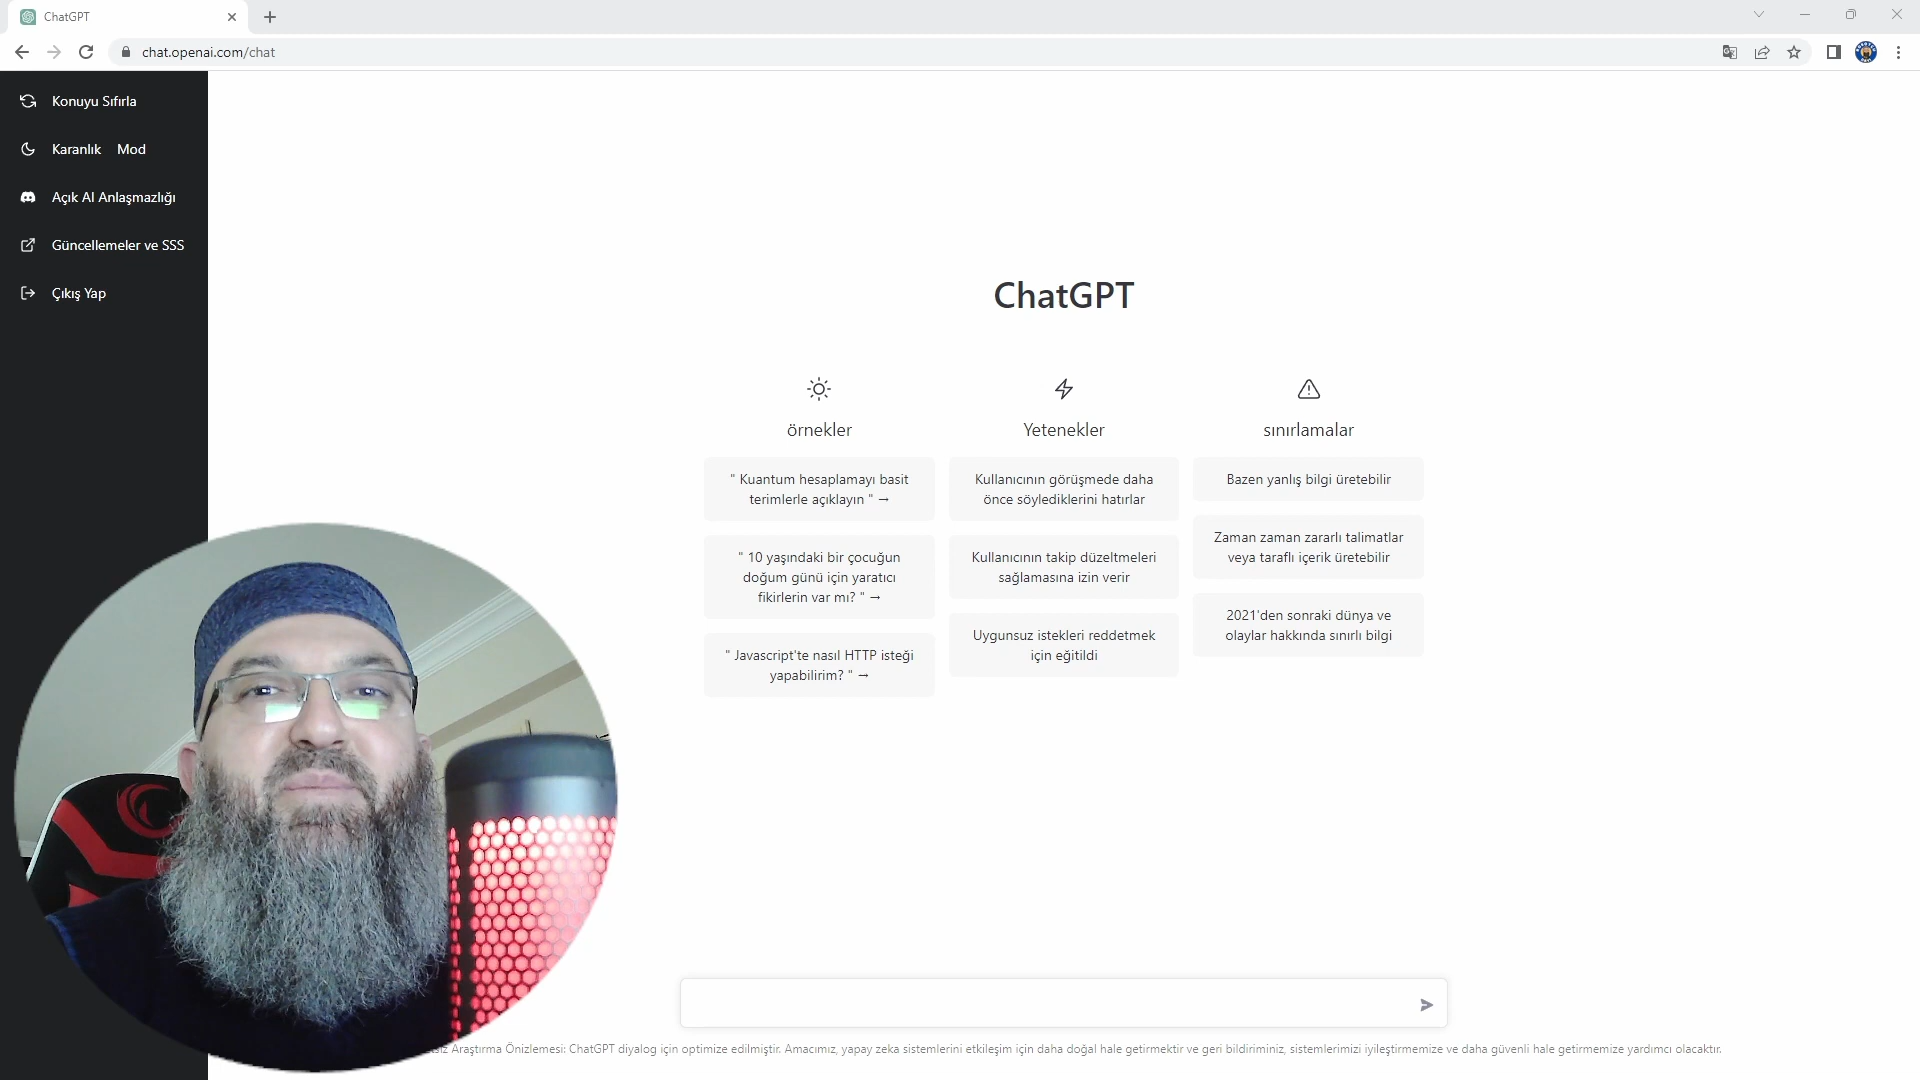 ChatGPT
chat.openai.com/chat
Konuyu Sıfırla
Karanlık Mod
Açık AI Anlaşmazlığı
Güncellemeler ve SSS
Çıkış Yap
ChatGPT
örnekler
" Kuantum hesaplamayı basit
terimlerle açıklayın " →
" 10 yaşındaki bir çocuğun
doğum günü için yaratıcı
fikirlerin var mı? " →
" Javascript'te nasıl HTTP isteği
yapabilirim? " →
Yetenekler
Kullanıcının görüşmede daha
önce söylediklerini hatırlar
Kullanıcının takip düzeltmeleri
sağlamasına izin verir
Uygunsuz istekleri reddetmek
için eğitildi
sınırlamalar
Bazen yanlış bilgi üretebilir
Zaman zaman zararlı talimatlar
veya taraflı içerik üretebilir
2021'den sonraki dünya ve
olaylar hakkında sınırlı bilgi
Araştırma Önizlemesi: ChatGPT diyalog için optimize edilmiştir. Amacımız, yapay zeka sistemlerini etkileşim için daha doğal hale getirmektir ve geri bildiriminiz, sistemlerimizi iyileştirmemize ve daha güvenli hale getirmemize yardımcı olacaktır.